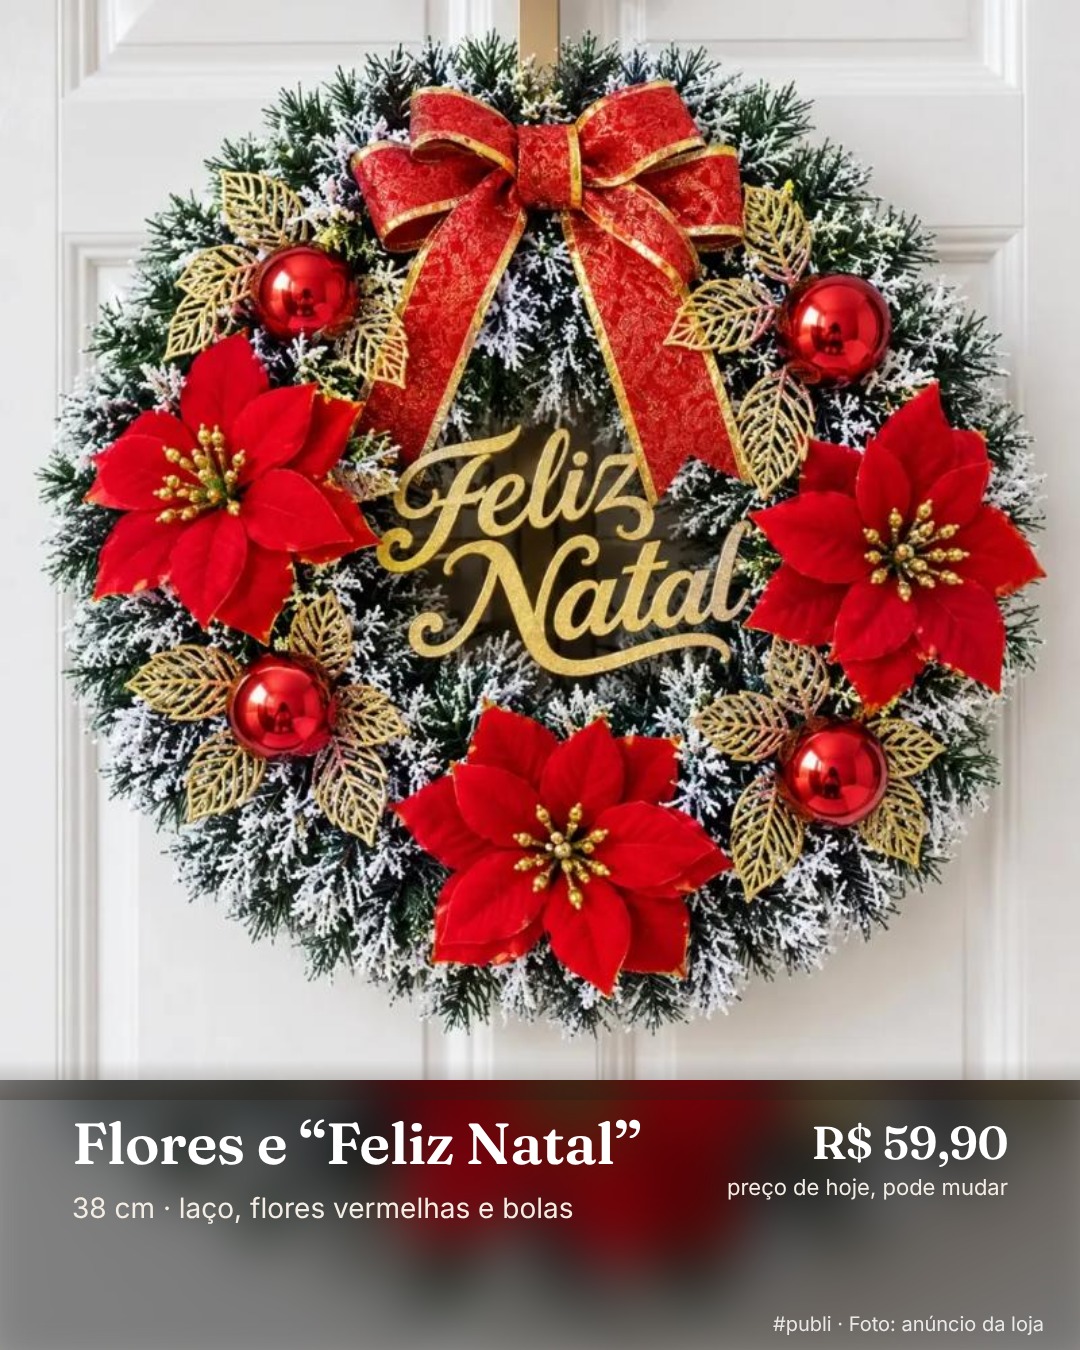 Feliz
Natal
Flores e “Feliz Natal”
R$ 59,90
preço de hoje, pode mudar
38 cm · laço, flores vermelhas e bolas
#publi · Foto: anúncio da loja